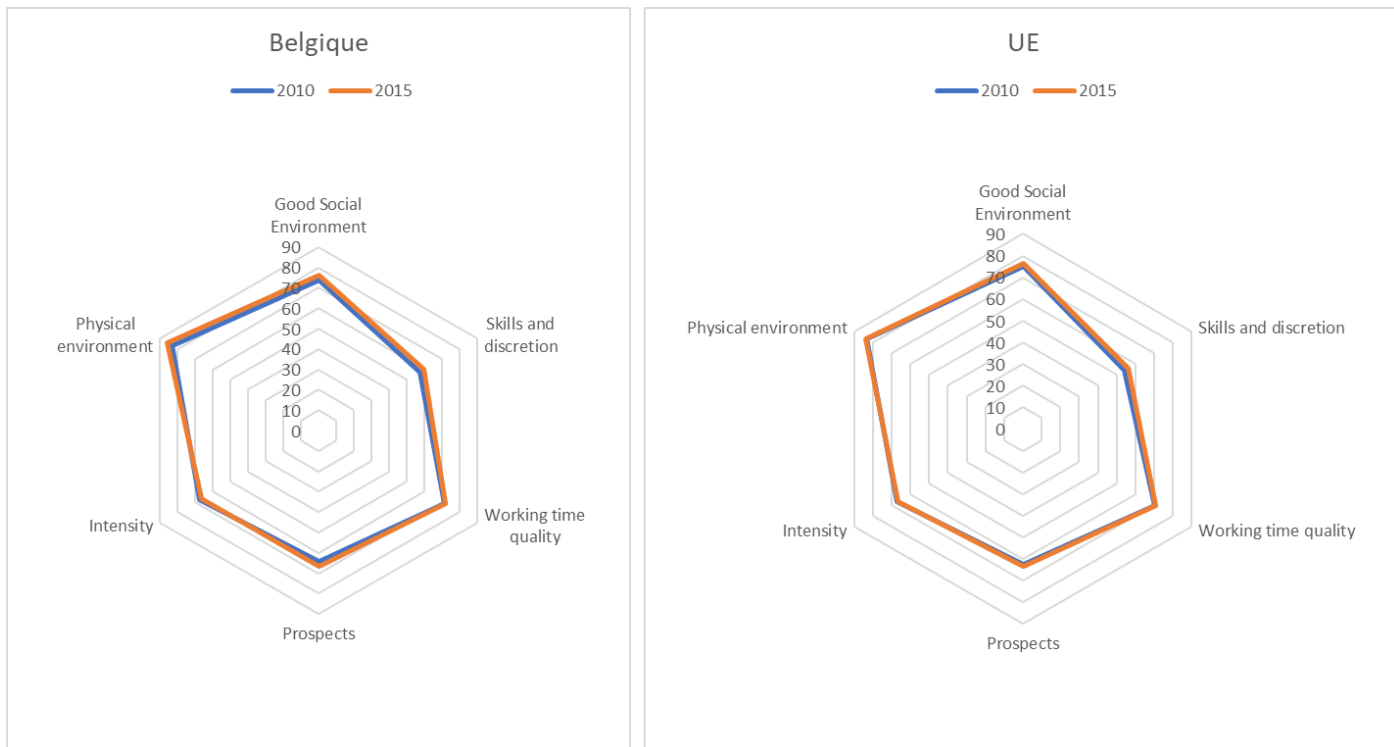 Belgique
2010 2015
Good Social
Environment
90
80
70
60
50
40
30
20
10
0
Skills and
discretion
Working time
quality
Prospects
Intensity
Physical
environment
UE
2010 2015
Good Social
Environment
90
80
70
60
50
40
30
20
10
0
Skills and discretion
Working time quality
Prospects
Intensity
Physical environment